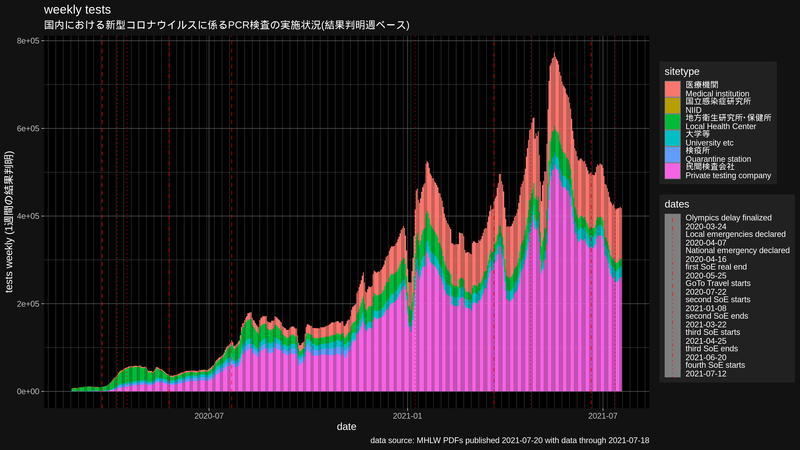 weekly tests
国内における新型コロナウイルスに係るPCR検査の実施状況(結果判明週ベース)
tests weekly (1週間の結果判明)
8e+05
6e+05
4e+05
2e+05
0e+00
2020-07
2021-01
2021-07
date
data source: MHLW PDFs published 2021-07-20 with data through 2021-07-18
sitetype
医療機関
Medical institution
国立感染症研究所
NIID
地方衛生研究所･保健所
Local Health Center
大学等
University etc
検疫所
Quarantine station
民間検査会社
Private testing company
dates
Olympics delay finalized
2020-03-24
Local emergencies declared
2020-04-07
National emergency declared
2020-04-16
first SoE real end
2020-05-25
GoTo Travel starts
2020-07-22
second SoE starts
2021-01-08
second SoE ends
2021-03-22
third SoE starts
2021-04-25
third SoE ends
2021-06-20
fourth SoE starts
2021-07-12